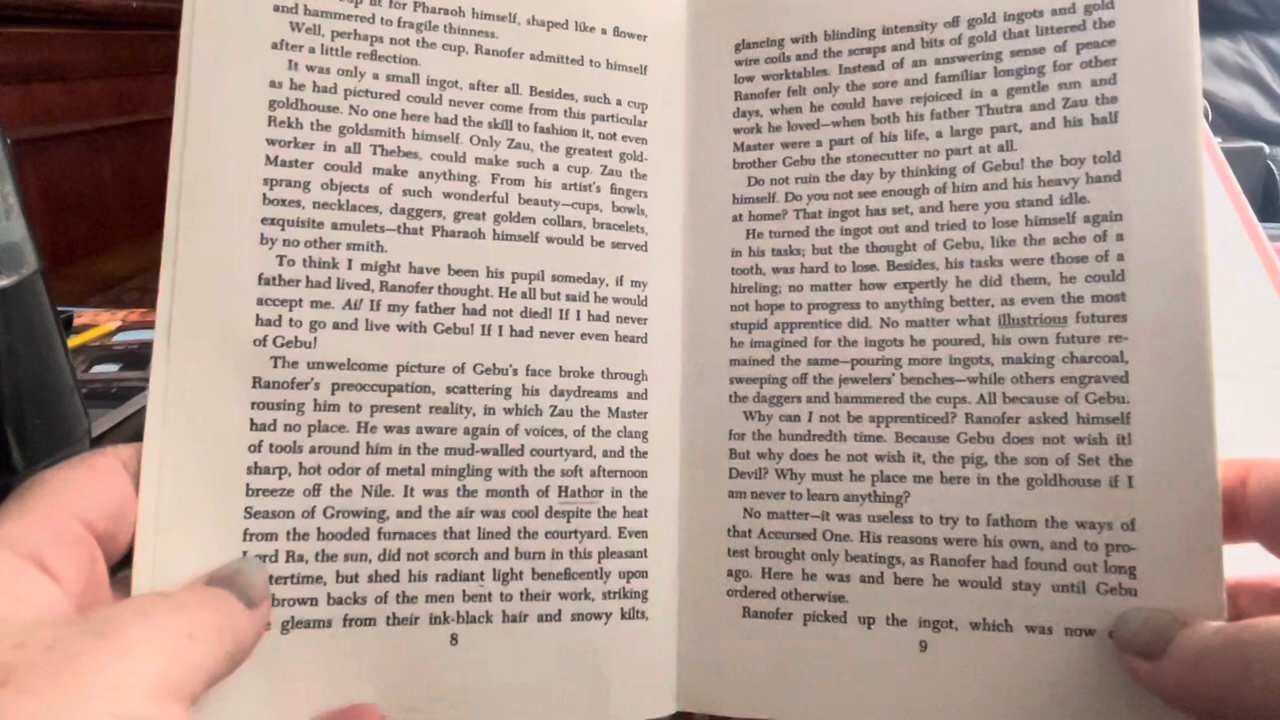 fit for Pharaoh himself, shaped like a flower
and hammered to fragile thinness.
Well, perhaps not the cup, Ranofer admitted to himself
after a little reflection.
It was only a small ingot, after all. Besides, such a cup
as he had pictured could never come from this particular
goldhouse. No one here had the skill to fashion it, not even
Rekh the goldsmith himself. Only Zau, the greatest gold-
worker in all Thebes, could make such a cup. Zau the
Master could make anything. From his artist's fingers
sprang objects of such wonderful beauty—cups, bowls,
boxes, necklaces, daggers, great golden collars, bracelets,
exquisite amulets—that Pharaoh himself would be served
by no other smith.
To think I might have been his pupil someday, if my
father had lived, Ranofer thought. He all but said he would
accept me. Ai! If my father had not died! If I had never
had to go and live with Gebu! If I had never even heard
of Gebu!
The unwelcome picture of Gebu's face broke through
Ranofer's preoccupation, scattering his daydreams and
rousing him to present reality, in which Zau the Master
had no place. He was aware again of voices, of the clang
of tools around him in the mud-walled courtyard, and the
sharp, hot odor of metal mingling with the soft afternoon
breeze off the Nile. It was the month of Hathor in the
Season of Growing, and the air was cool despite the heat
from the hooded furnaces that lined the courtyard. Even
Lord Ra, the sun, did not scorch and burn in this pleasant
tertime, but shed his radiant light beneficently upon
brown backs of the men bent to their work, striking
gleams from their ink-black hair and snowy kilts,
8
glancing with blinding intensity off gold ingots and gold
wire coils and the scraps and bits of gold that littered the
low worktables. Instead of an answering sense of peace
Ranofer felt only the sore and familiar longing for other
days, when he could have rejoiced in a gentle sun and
work he loved—when both his father Thutra and Zau the
Master were a part of his life, a large part, and his half
brother Gebu the stonecutter no part at all.
Do not ruin the day by thinking of Gebu! the boy told
himself. Do you not see enough of him and his heavy hand
at home? That ingot has set, and here you stand idle.
He turned the ingot out and tried to lose himself again
in his tasks; but the thought of Gebu, like the ache of a
tooth, was hard to lose. Besides, his tasks were those of a
hireling; no matter how expertly he did them, he could
not hope to progress to anything better, as even the most
stupid apprentice did. No matter what illustrious futures
he imagined for the ingots he poured, his own future re-
mained the same—pouring more ingots, making charcoal,
sweeping off the jewelers' benches—while others engraved
the daggers and hammered the cups. All because of Gebu.
Why can I not be apprenticed? Ranofer asked himself
for the hundredth time. Because Gebu does not wish it!
But why does he not wish it, the pig, the son of Set the
Devil? Why must he place me here in the goldhouse if I
am never to learn anything?
No matter—it was useless to try to fathom the ways of
that Accursed One. His reasons were his own, and to pro-
test brought only beatings, as Ranofer had found out long
ago. Here he was and here he would stay until Gebu
ordered otherwise.
Ranofer picked up the ingot, which was now
9